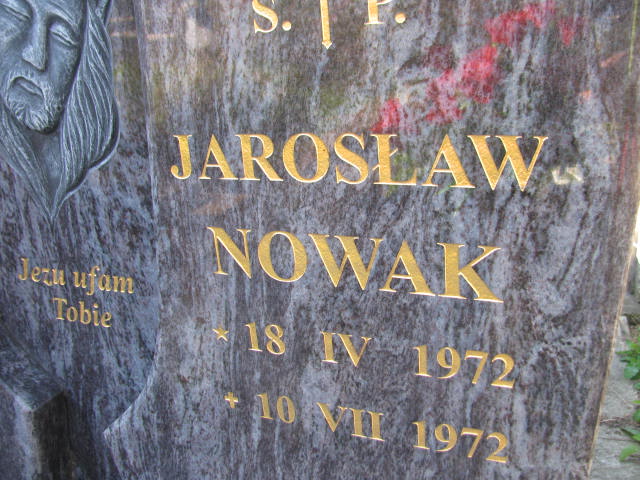 S. † P.
JAROSŁAW
NOWAK
* 18 IV 1972
+ 10 VII 1972
Jezu ufam
Tobie